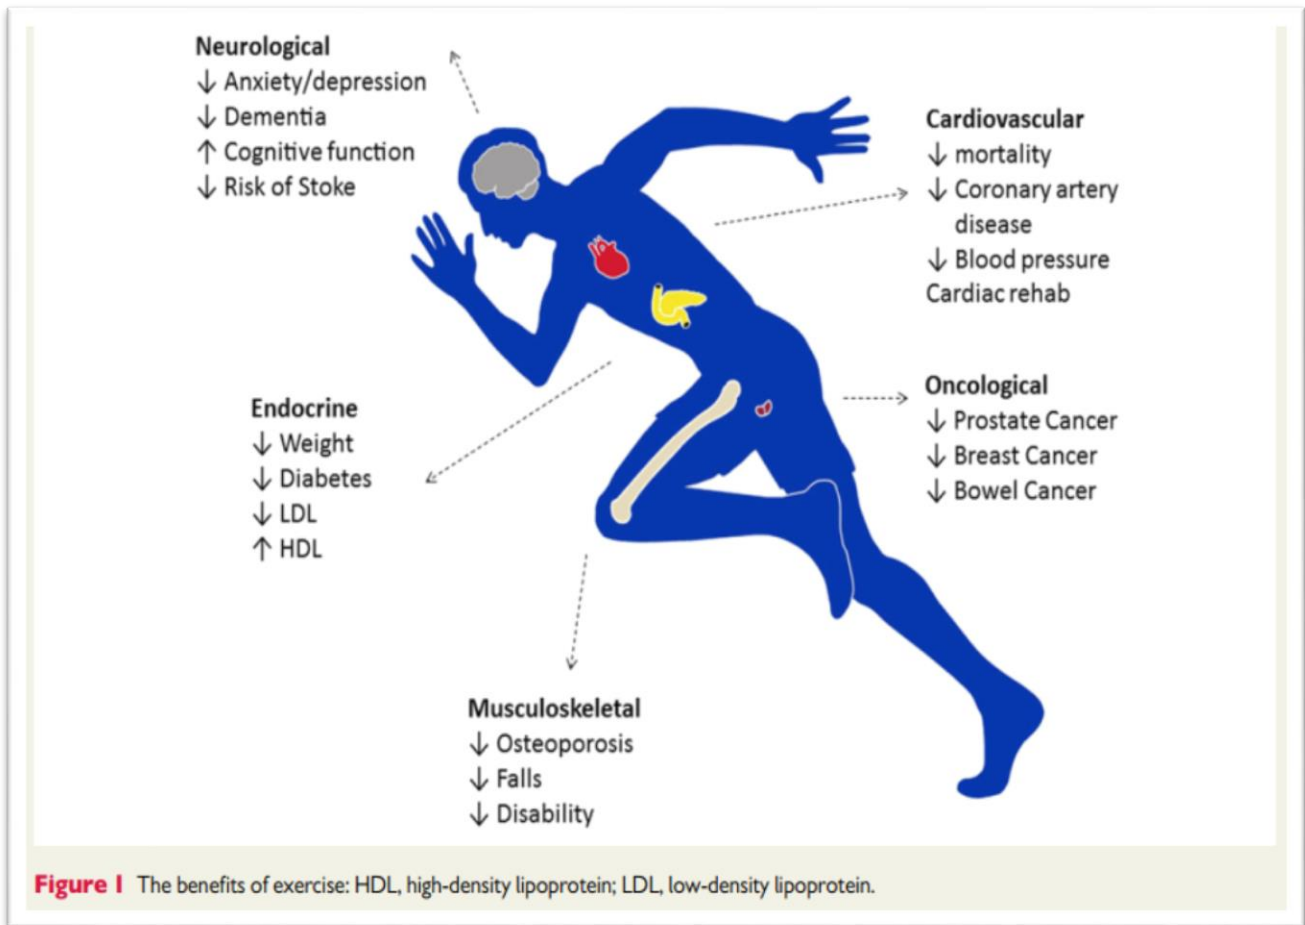 Neurological
↓ Anxiety/depression
↓ Dementia
↑ Cognitive function
↓ Risk of Stoke
Cardiovascular
↓ mortality
↓ Coronary artery
disease
↓ Blood pressure
Cardiac rehab
Endocrine
↓ Weight
↓ Diabetes
↓ LDL
↑ HDL
Oncological
↓ Prostate Cancer
↓ Breast Cancer
↓ Bowel Cancer
Musculoskeletal
↓ Osteoporosis
↓ Falls
↓ Disability
Figure 1 The benefits of exercise: HDL, high-density lipoprotein; LDL, low-density lipoprotein.